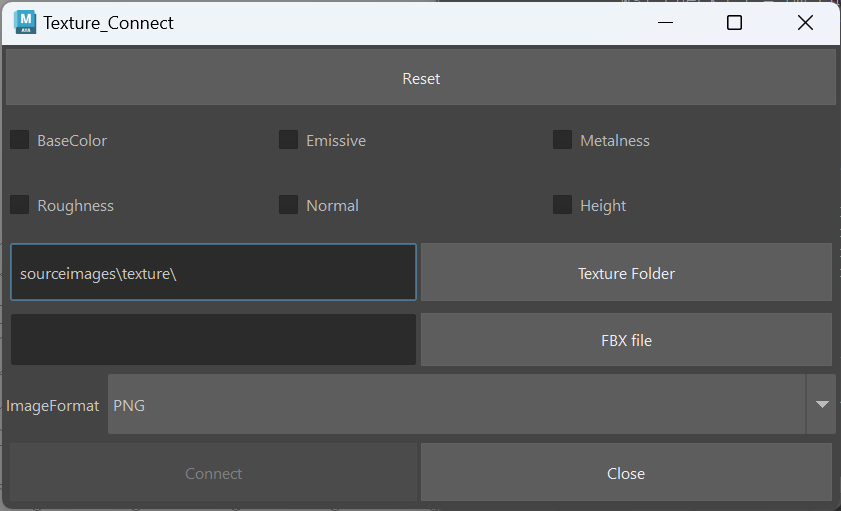 Texture_Connect
Reset
BaseColor
Emissive
Metalness
Roughness
Normal
Height
sourceimages\texture\
Texture Folder
FBX file
ImageFormat
PNG
Connect
Close